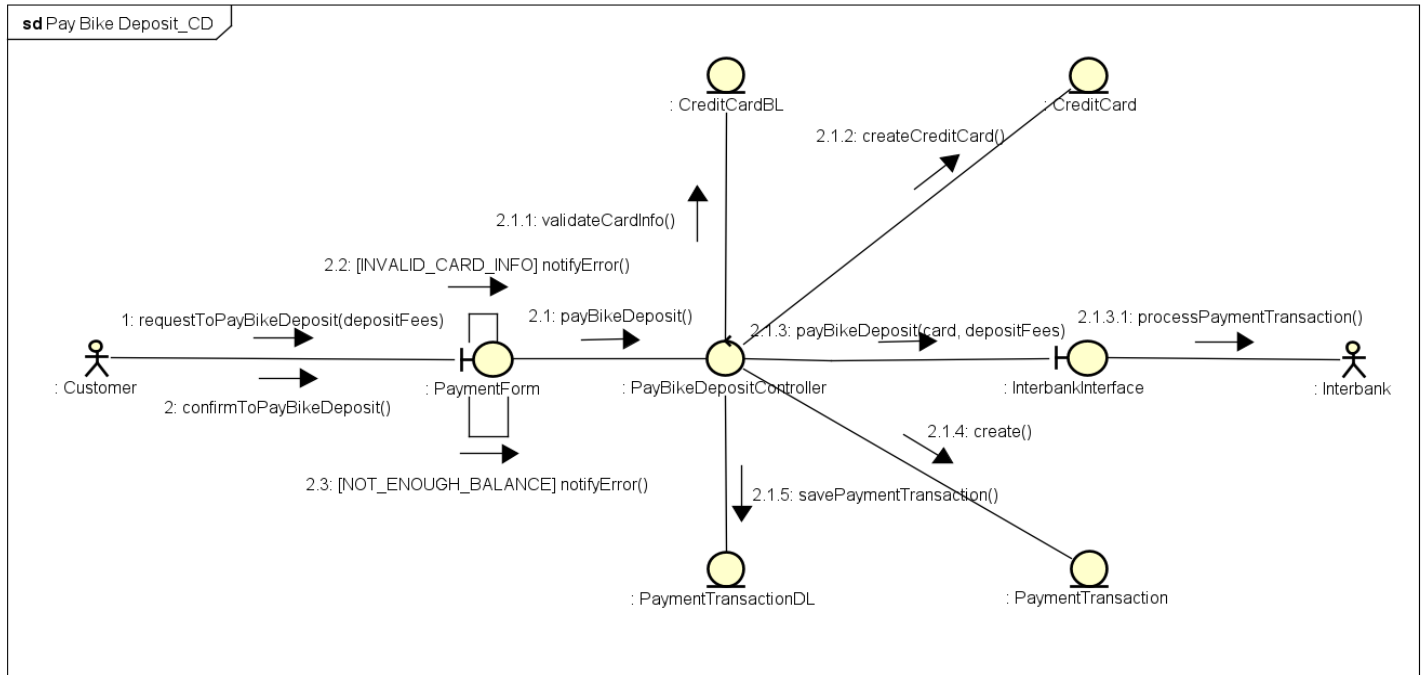 sd Pay Bike Deposit_CD
: CreditCardBL
: CreditCard
2.1.2: createCreditCard()
2.1.1: validateCardInfo()
2.2: [INVALID_CARD_INFO] notifyError()
1: requestToPayBikeDeposit(depositFees)
2.1: payBikeDeposit()
2.1.3: payBikeDeposit(card, depositFees)
2.1.3.1: processPaymentTransaction()
: Customer
: PaymentForm
: PayBikeDepositController
: InterbankInterface
: Interbank
2: confirmToPayBikeDeposit()
2.1.4: create()
2.3: [NOT_ENOUGH_BALANCE] notifyError()
2.1.5: savePaymentTransaction()
: PaymentTransactionDL
: PaymentTransaction